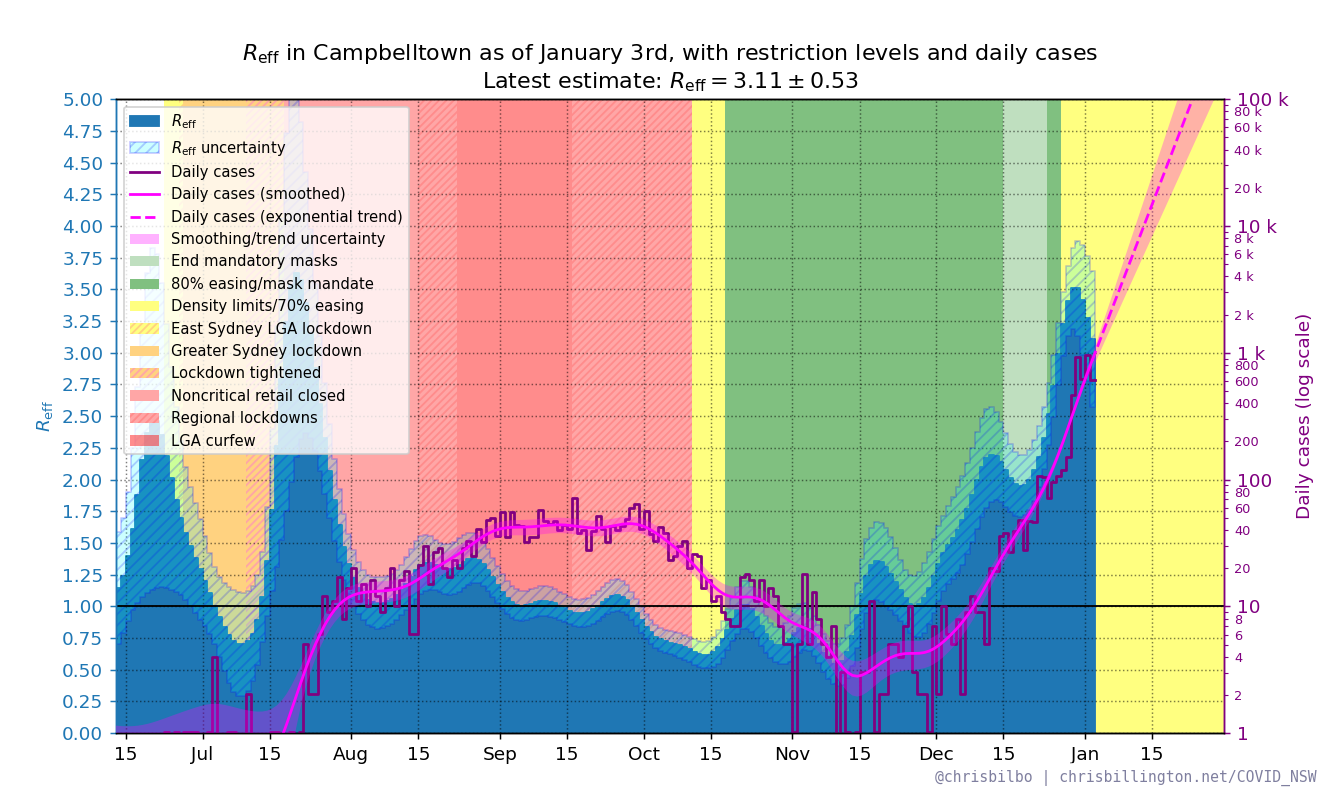 Reff in Campbelltown as of January 3rd, with restriction levels and daily cases
Latest estimate: Reff = 3.11 ± 0.53
Reff
Reff uncertainty
Daily cases
Daily cases (smoothed)
Daily cases (exponential trend)
Smoothing/trend uncertainty
End mandatory masks
80% easing/mask mandate
Density limits/70% easing
East Sydney LGA lockdown
Greater Sydney lockdown
Lockdown tightened
Noncritical retail closed
Regional lockdowns
LGA curfew
Reff
5.00
4.75
4.50
4.25
4.00
3.75
3.50
3.25
3.00
2.75
2.50
2.25
2.00
1.75
1.50
1.25
1.00
0.75
0.50
0.25
0.00
100 k
80 k
60 k
40 k
20 k
10 k
8 k
6 k
4 k
2 k
1 k
800
600
400
200
100
80
60
40
20
10
8
6
4
2
1
Daily cases (log scale)
15 Jul 15 Aug 15 Sep 15 Oct 15 Nov 15 Dec 15 Jan 15
@chrisbilbo | chrisbillington.net/COVID_NSW